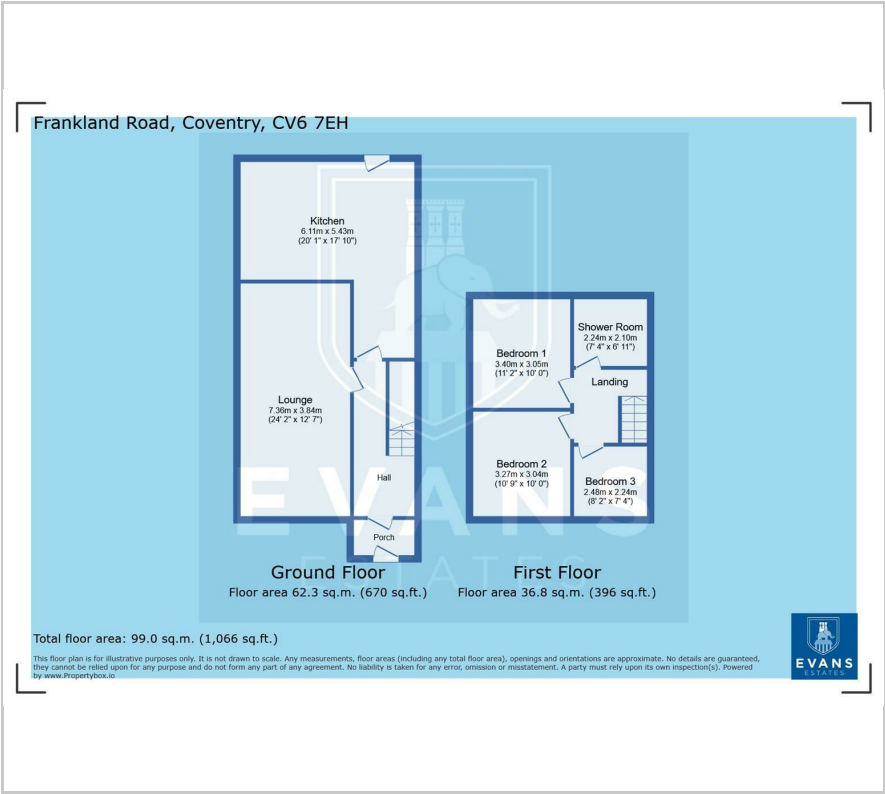 Frankland Road, Coventry, CV6 7EH
Kitchen
6.11m x 5.43m
(20' 1" x 17' 10")
Lounge
7.36m x 3.84m
(24' 2" x 12' 7")
Hall
Porch
Bedroom 1
3.40m x 3.05m
(11' 2" x 10' 0")
Shower Room
2.24m x 2.10m
(7' 4" x 6' 11")
Landing
Bedroom 2
3.27m x 3.04m
(10' 9" x 10' 0")
Bedroom 3
2.48m x 2.24m
(8' 2" x 7' 4")
EVANS
ESTATES
Ground Floor
Floor area 62.3 sq.m. (670 sq.ft.)
First Floor
Floor area 36.8 sq.m. (396 sq.ft.)
Total floor area: 99.0 sq.m. (1,066 sq.ft.)
This floor plan is for illustrative purposes only. It is not drawn to scale. Any measurements, floor areas (including any total floor area), openings and orientations are approximate. No details are guaranteed,
they cannot be relied upon for any purpose and do not form any part of any agreement. No liability is taken for any error, omission or misstatement. A party must rely upon its own inspection(s). Powered
by www.Propertybox.io
EVANS
ESTATES